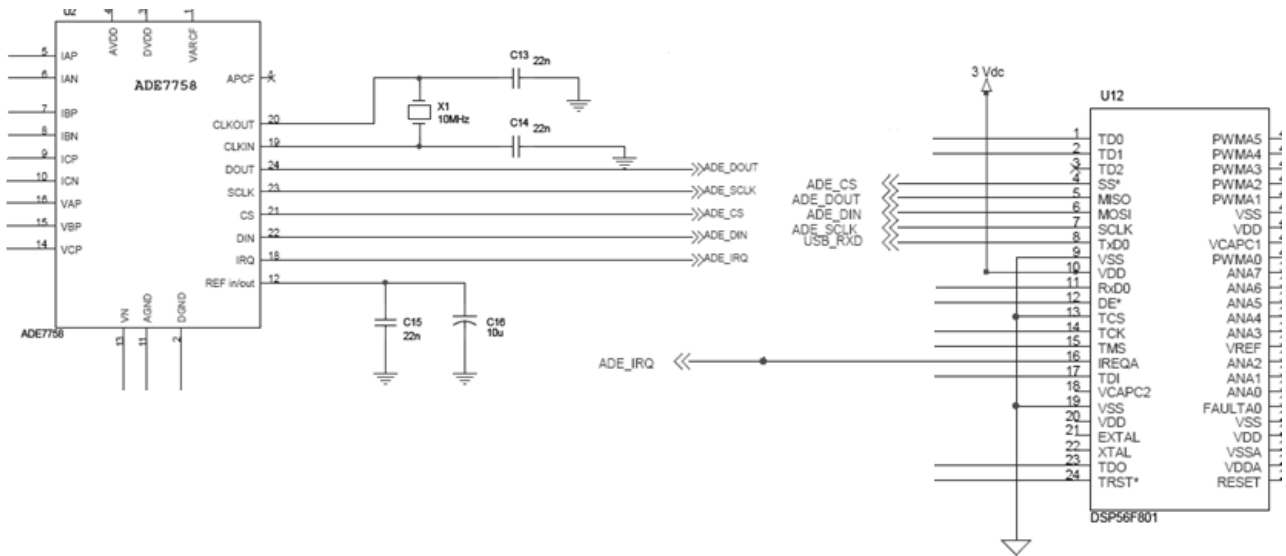 U2
4
3
1
AVDD
DVDD
VARCF
ADE7758
5 IAP
6 IAN
7 IBP
8 IBN
9 ICP
10 ICN
16 VAP
15 VBP
14 VCP
APCF
CLKOUT 20
CLKIN 19
DOUT 24
SCLK 23
CS 21
DIN 22
IRQ 18
REF in/out 12
VN
AGND
DGND
13
11
2
ADE7758
C13
22n
X1
10MHz
C14
22n
ADE_DOUT
ADE_SCLK
ADE_CS
ADE_DIN
ADE_IRQ
C15
22n
C16
10u
3 Vdc
ADE_CS
ADE_DOUT
ADE_DIN
ADE_SCLK
USB_RXD
ADE_IRQ
U12
1 TD0 PWMA5
2 TD1 PWMA4
3 TD2 PWMA3
4 SS* PWMA2
5 MISO PWMA1
6 MOSI VSS
7 SCLK VDD
8 TxD0 VCAPC1
9 VSS PWMA0
10 VDD ANA7
11 RxD0 ANA6
12 DE* ANA5
13 TCS ANA4
14 TCK ANA3
15 TMS VREF
16 IREQA ANA2
17 TDI ANA1
18 VCAPC2 ANA0
19 VSS FAULTA0
20 VDD VSS
21 EXTAL VDD
22 XTAL VSSA
23 TDO VDDA
24 TRST* RESET
DSP56F801